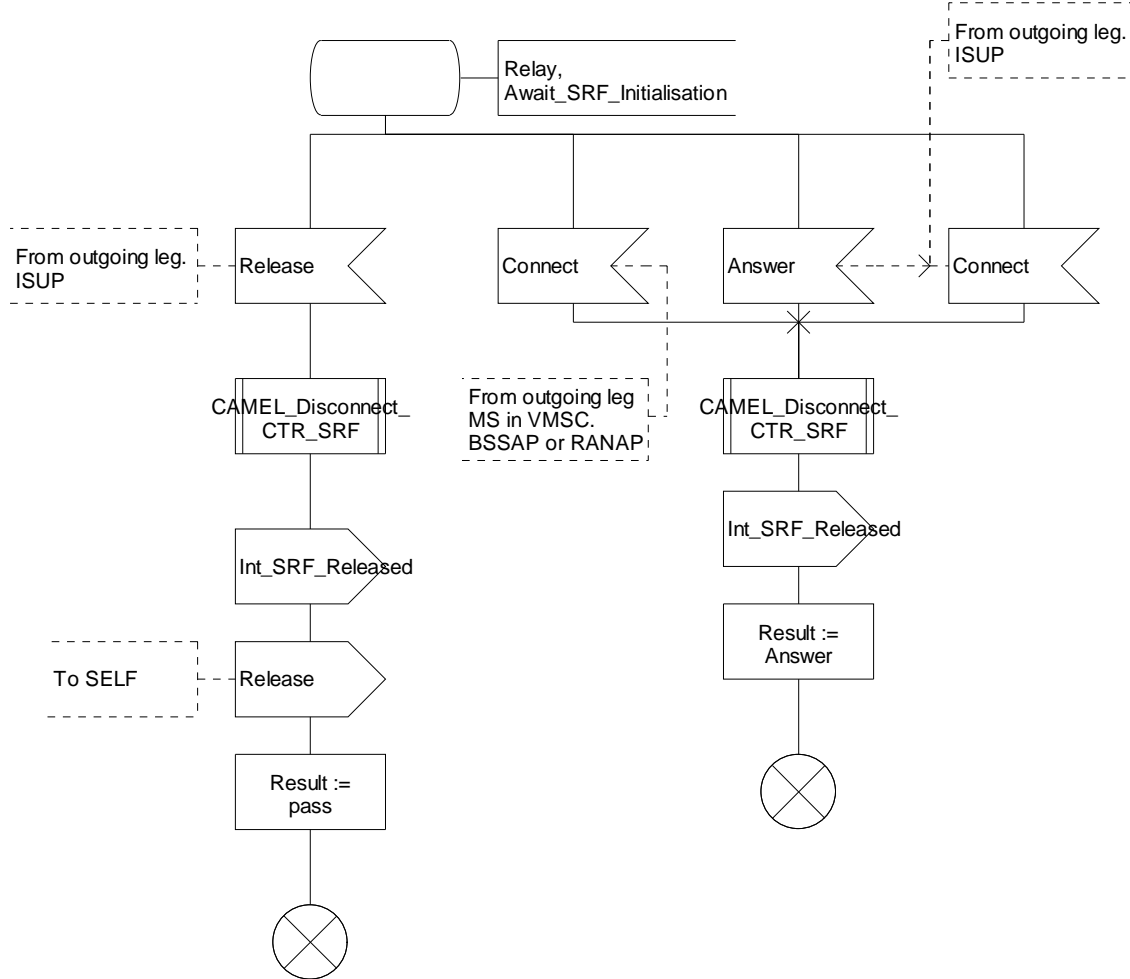 From outgoing leg.
ISUP
Relay,
Await_SRF_Initialisation
From outgoing leg.
ISUP
Release
Connect
Answer
Connect
CAMEL_Disconnect_
CTR_SRF
From outgoing leg
MS in VMSC.
BSSAP or RANAP
CAMEL_Disconnect_
CTR_SRF
Int_SRF_Released
Int_SRF_Released
To SELF
Release
Result :=
Answer
Result :=
pass